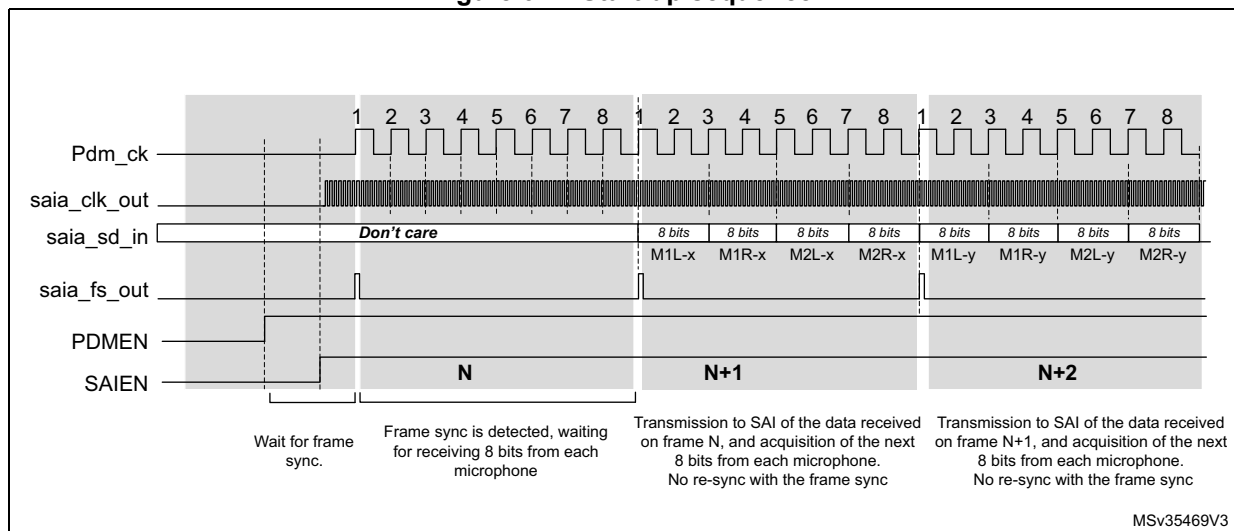 1 2 3 4 5 6 7 8 1 2 3 4 5 6 7 8 1 2 3 4 5 6 7 8
Pdm_ck
saia_clk_out
saia_sd_in
Don't care
8 bits 8 bits 8 bits 8 bits 8 bits 8 bits 8 bits 8 bits
M1L-x M1R-x M2L-x M2R-x M1L-y M1R-y M2L-y M2R-y
saia_fs_out
PDMEN
SAIEN
N
N+1
N+2
Wait for frame
sync.
Frame sync is detected, waiting
for receiving 8 bits from each
microphone
Transmission to SAI of the data received
on frame N, and acquisition of the next
8 bits from each microphone.
No re-sync with the frame sync
Transmission to SAI of the data received
on frame N+1, and acquisition of the next
8 bits from each microphone.
No re-sync with the frame sync
MSv35469V3